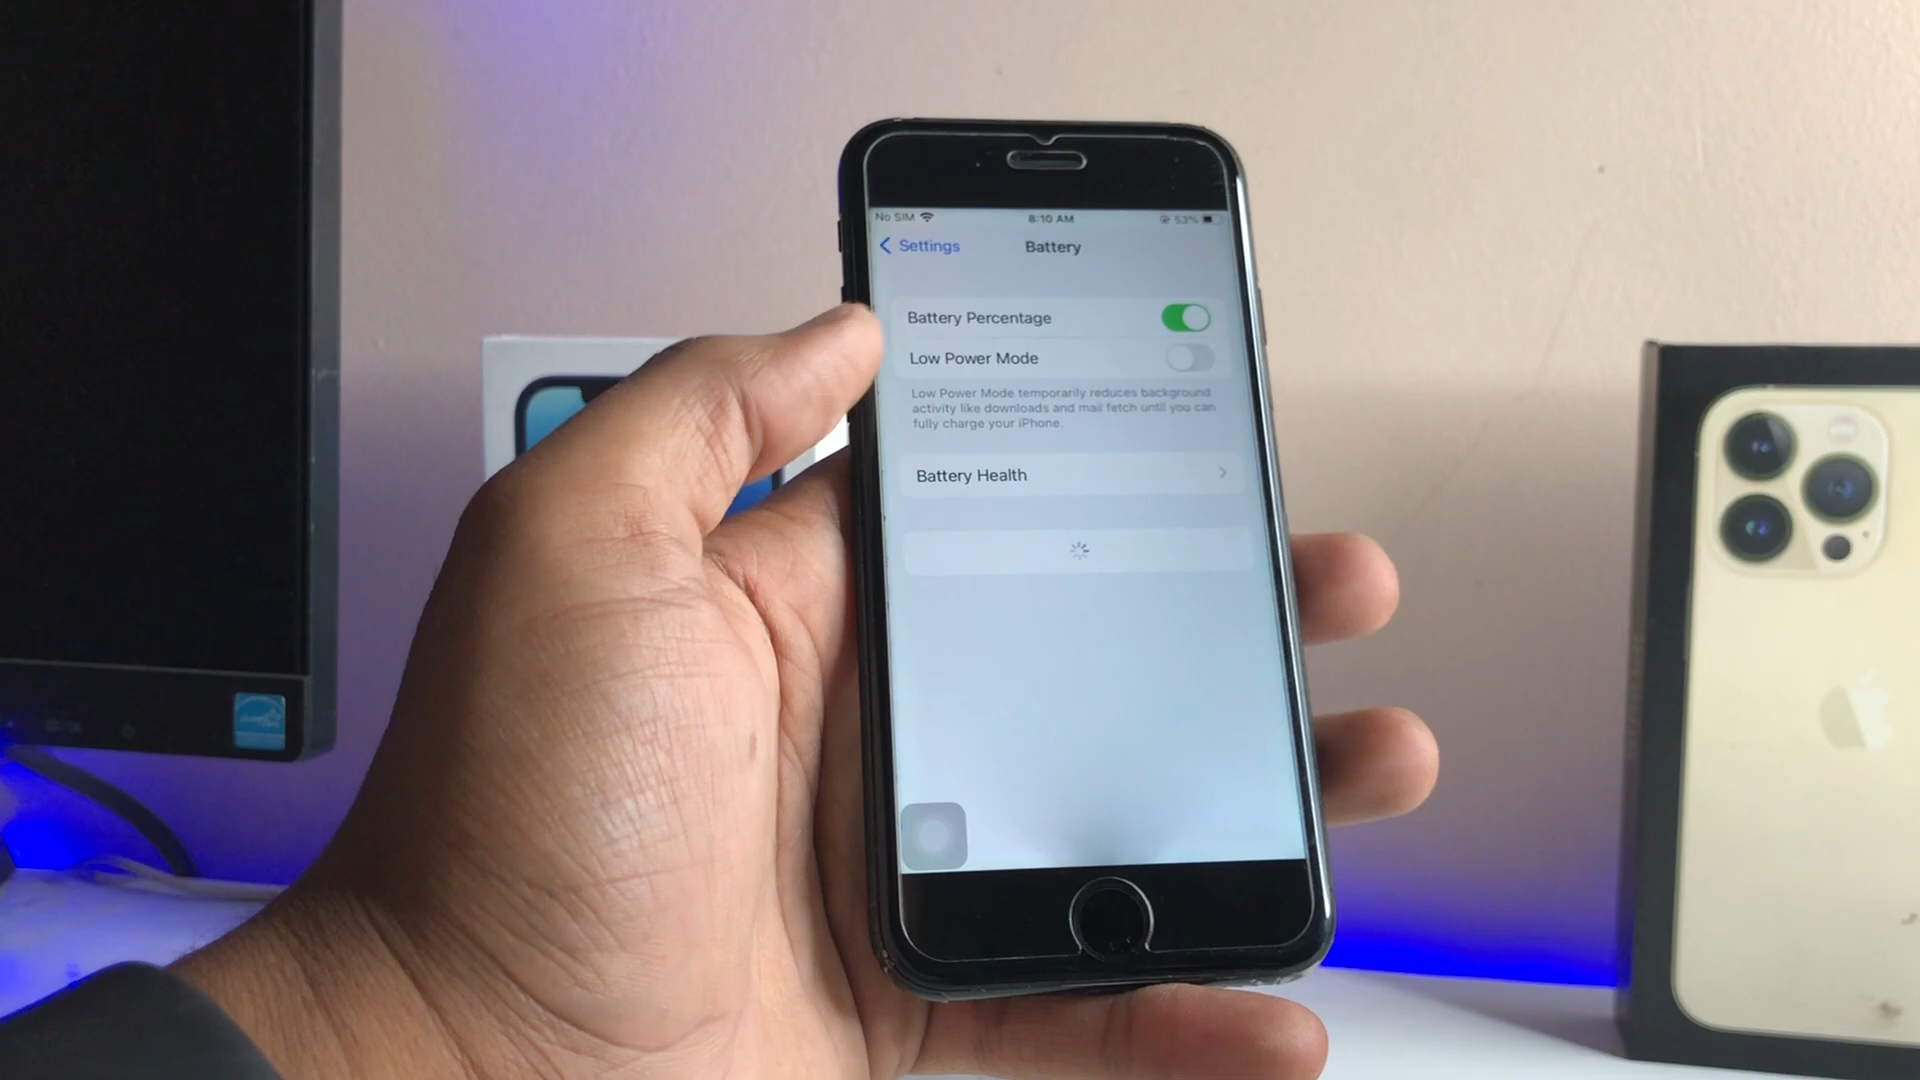 No SIM
8:10 AM
53%
Settings
Battery
Battery Percentage
Low Power Mode
Low Power Mode temporarily reduces background
activity like downloads and mail fetch until you can
fully charge your iPhone.
Battery Health